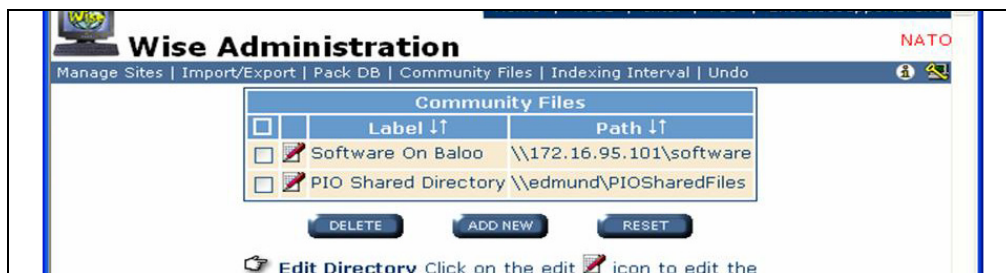 Wise
Wise Administration
NATO
Manage Sites | Import/Export | Pack DB | Community Files | Indexing Interval | Undo
Community Files
Label ↓↑ Path ↓↑
Software On Baloo \\172.16.95.101\software
PIO Shared Directory \\edmund\PIOSharedFiles
DELETE ADD NEW RESET
Edit Directory Click on the edit icon to edit the